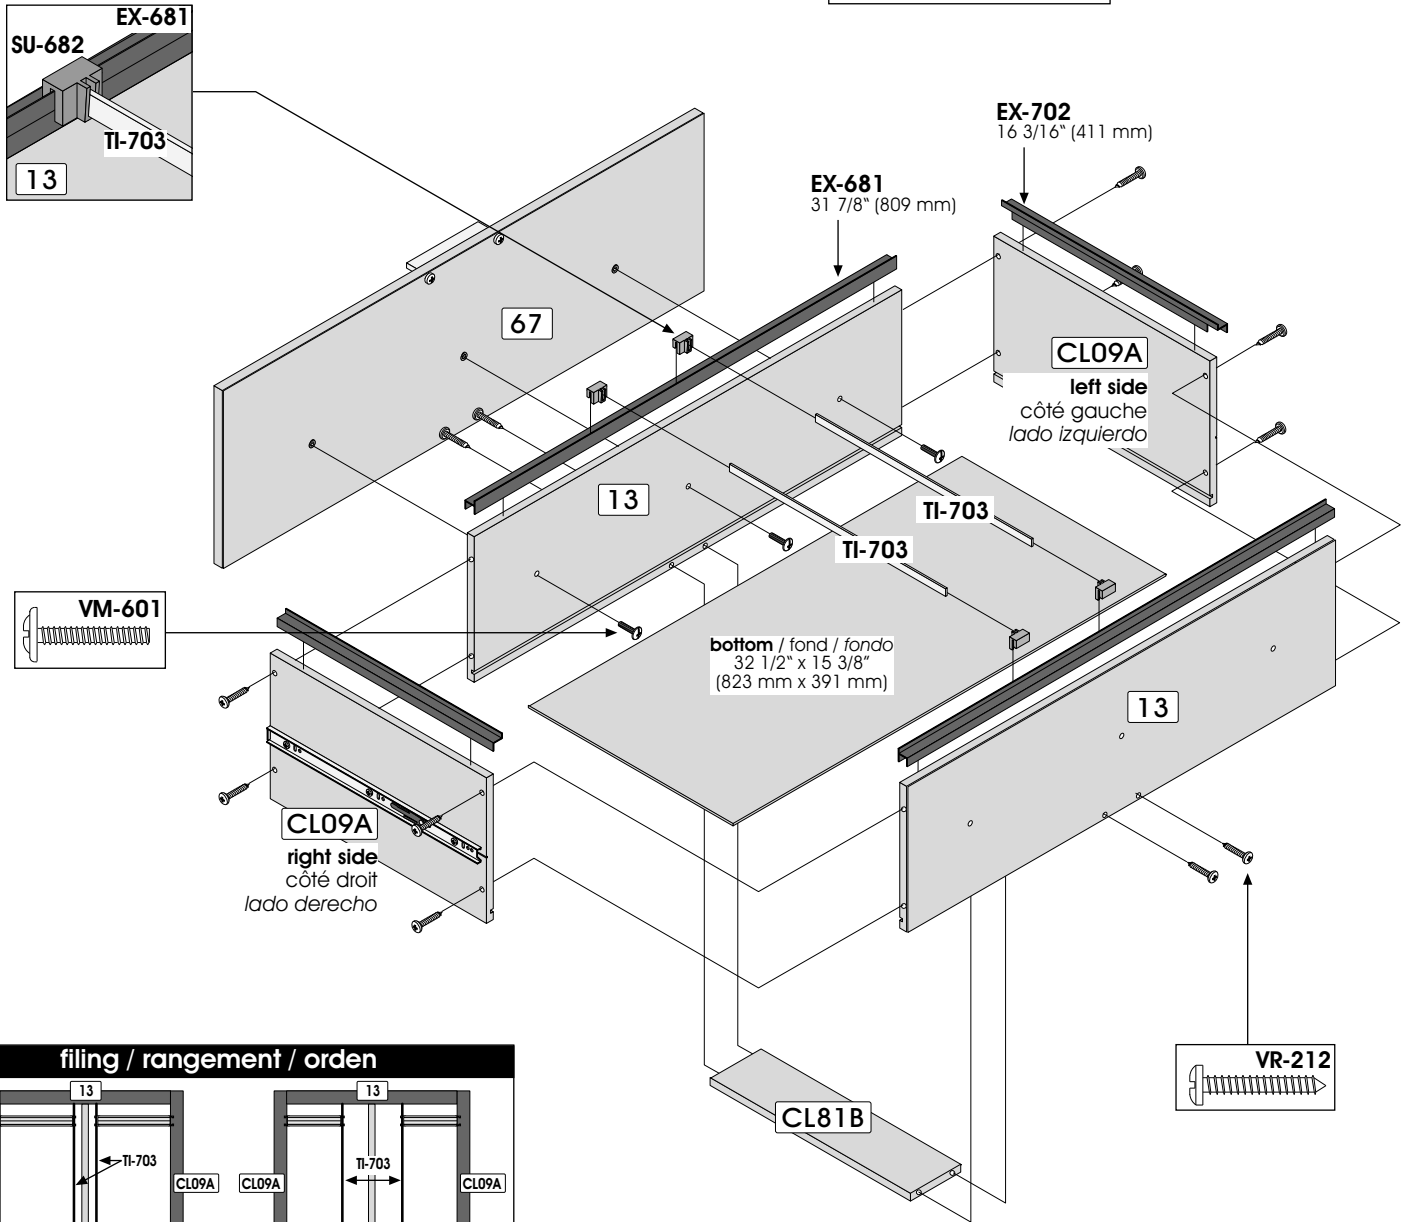 EX-681
SU-682
TI-703
13
EX-702
16 3/16“ (411 mm)
EX-681
31 7/8“ (809 mm)
67
CL09A
left side
côté gauche
lado izquierdo
13
TI-703
TI-703
VM-601
bottom / fond / fondo
32 1/2“ x 15 3/8”
(823 mm x 391 mm)
13
CL09A
right side
côté droit
lado derecho
VR-212
CL81B
filing / rangement / orden
13
13
TI-703
TI-703
CL09A
CL09A
CL09A